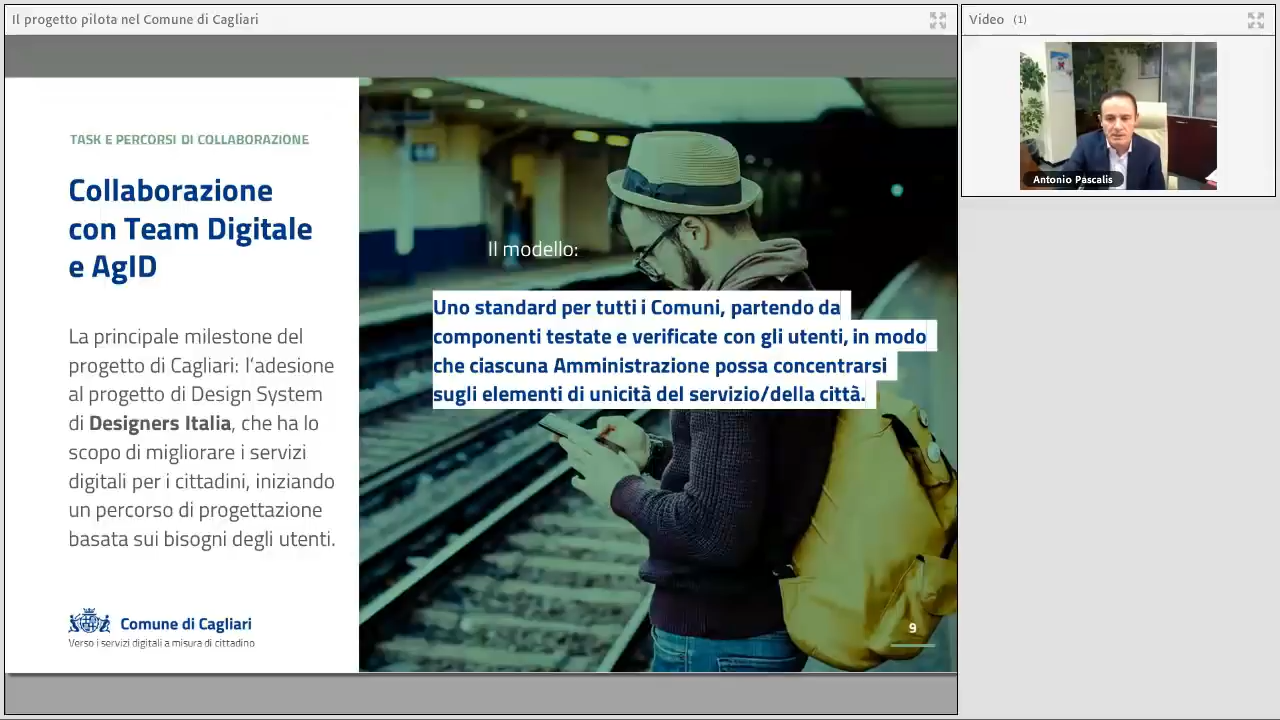 Il progetto pilota nel Comune di Cagliari
Video (1)
Antonio Pascalis
TASK E PERCORSI DI COLLABORAZIONE
Collaborazione
con Team Digitale
e AgID
La principale milestone del
progetto di Cagliari: l'adesione
al progetto di Design System
di Designers Italia, che ha lo
scopo di migliorare i servizi
digitali per i cittadini, iniziando
un percorso di progettazione
basata sui bisogni degli utenti.
Comune di Cagliari
Verso i servizi digitali a misura di cittadino
Il modello:
Uno standard per tutti i Comuni, partendo da
componenti testate e verificate con gli utenti, in modo
che ciascuna Amministrazione possa concentrarsi
sugli elementi di unicità del servizio/della città.
9